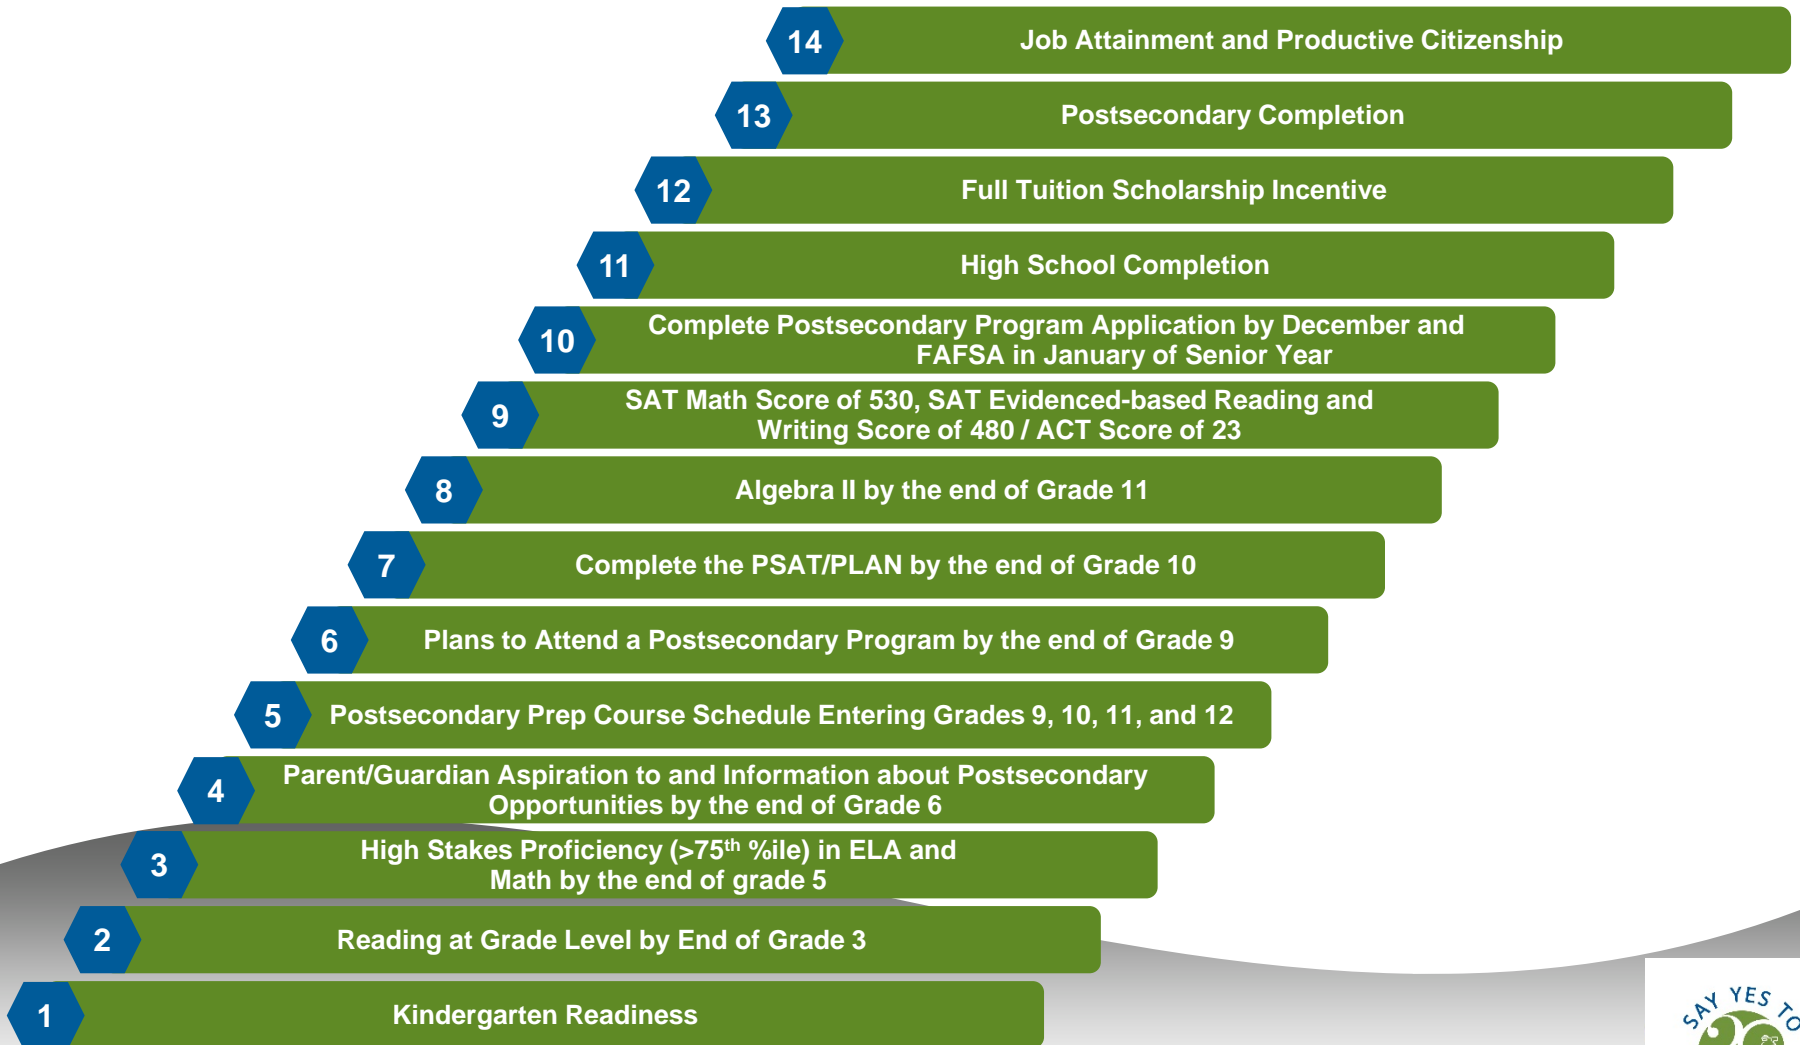 14
Job Attainment and Productive Citizenship
13
Postsecondary Completion
12
Full Tuition Scholarship Incentive
11
High School Completion
10
Complete Postsecondary Program Application by December and
FAFSA in January of Senior Year
9
SAT Math Score of 530, SAT Evidenced-based Reading and
Writing Score of 480 / ACT Score of 23
8
Algebra II by the end of Grade 11
7
Complete the PSAT/PLAN by the end of Grade 10
6
Plans to Attend a Postsecondary Program by the end of Grade 9
5
Postsecondary Prep Course Schedule Entering Grades 9, 10, 11, and 12
4
Parent/Guardian Aspiration to and Information about Postsecondary
Opportunities by the end of Grade 6
3
High Stakes Proficiency (>75th %ile) in ELA and
Math by the end of grade 5
2
Reading at Grade Level by End of Grade 3
1
Kindergarten Readiness
SAY YES TO